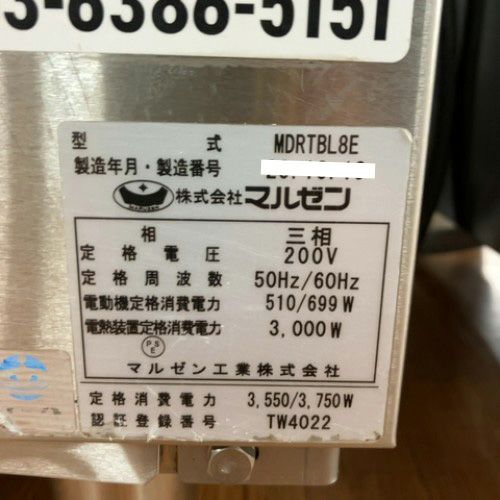 3-6386-5151
型 式 MDRTBL8E
製造年月・製造番号
株式会社マルゼン
相 三相
定格電圧 200V
定格周波数 50Hz/60Hz
電動機定格消費電力 510/699W
電熱装置定格消費電力 3,000W
PSE
マルゼン工業株式会社
定格消費電力 3,550/3,750W
認証登録番号 TW4022